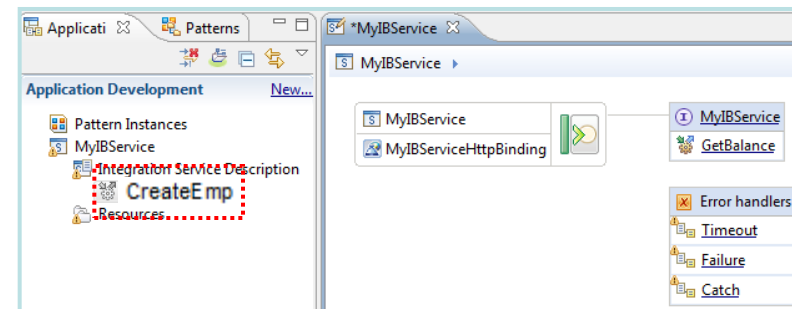 Applicati
Patterns
*MyIBService
MyIBService
Application Development New...
Pattern Instances
MyIBService
Integration Service Description
CreateEmp
Resources
MyIBService
MyIBServiceHttpBinding
MyIBService
GetBalance
Error handlers
Timeout
Failure
Catch